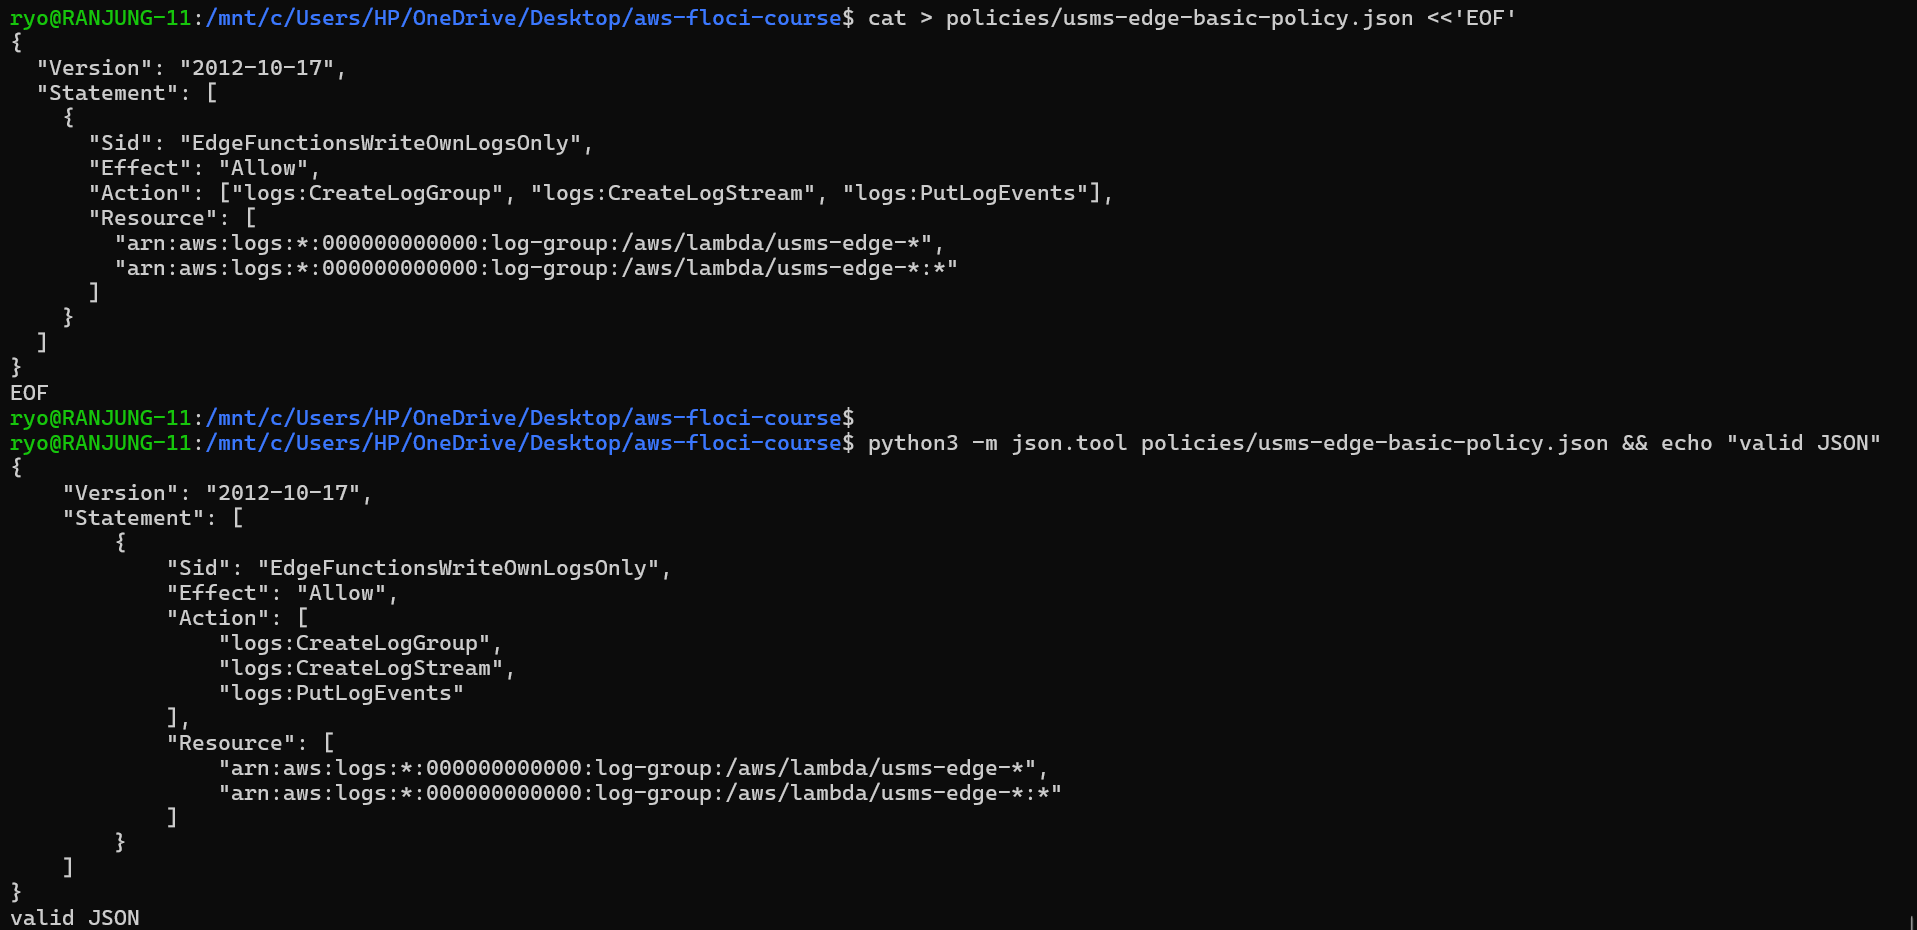 ryo@RANJUNG-11:/mnt/c/Users/HP/OneDrive/Desktop/aws-floci-course$ cat > policies/usms-edge-basic-policy.json <<'EOF'
{
  "Version": "2012-10-17",
  "Statement": [
    {
      "Sid": "EdgeFunctionsWriteOwnLogsOnly",
      "Effect": "Allow",
      "Action": ["logs:CreateLogGroup", "logs:CreateLogStream", "logs:PutLogEvents"],
      "Resource": [
        "arn:aws:logs:*:000000000000:log-group:/aws/lambda/usms-edge-*",
        "arn:aws:logs:*:000000000000:log-group:/aws/lambda/usms-edge-*:*"
      ]
    }
  ]
}
EOF
ryo@RANJUNG-11:/mnt/c/Users/HP/OneDrive/Desktop/aws-floci-course$
ryo@RANJUNG-11:/mnt/c/Users/HP/OneDrive/Desktop/aws-floci-course$ python3 -m json.tool policies/usms-edge-basic-policy.json && echo "valid JSON"
{
    "Version": "2012-10-17",
    "Statement": [
        {
            "Sid": "EdgeFunctionsWriteOwnLogsOnly",
            "Effect": "Allow",
            "Action": [
                "logs:CreateLogGroup",
                "logs:CreateLogStream",
                "logs:PutLogEvents"
            ],
            "Resource": [
                "arn:aws:logs:*:000000000000:log-group:/aws/lambda/usms-edge-*",
                "arn:aws:logs:*:000000000000:log-group:/aws/lambda/usms-edge-*:*"
            ]
        }
    ]
}
valid JSON